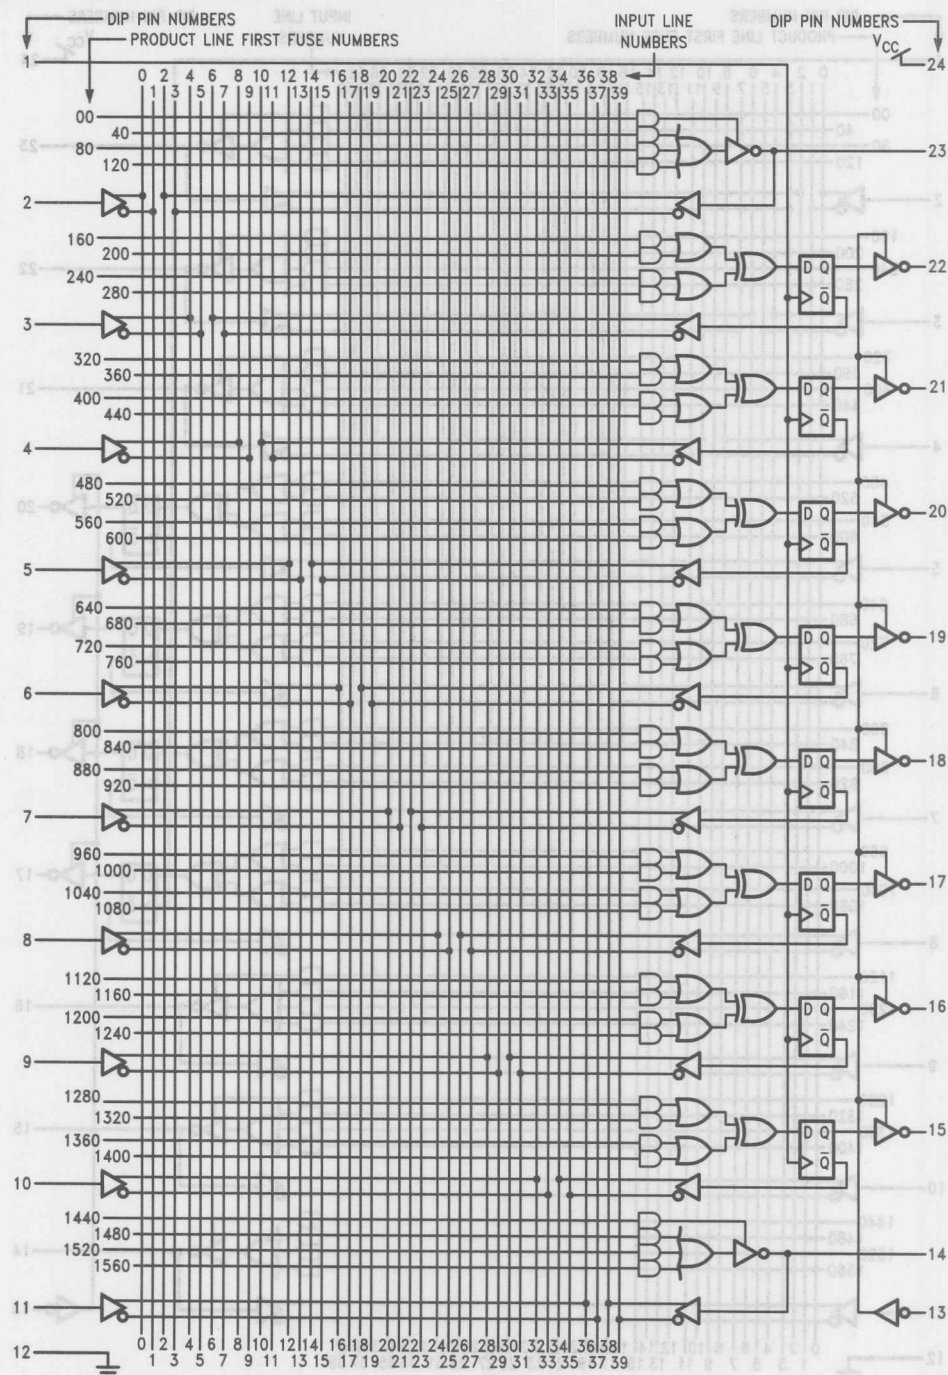 DIP PIN NUMBERS
INPUT LINE NUMBERS
DIP PIN NUMBERS
PRODUCT LINE FIRST FUSE NUMBERS
VCC
24
1
0 2 4 6 8 10 12 14 16 18 20 22 24 26 28 30 32 34 36 38
1 3 5 7 9 11 13 15 17 19 21 23 25 27 29 31 33 35 37 39
00
40
80
120
23
2
160
200
240
280
D Q
Q̅
22
3
320
360
400
440
D Q
Q̅
21
4
480
520
560
600
D Q
Q̅
20
5
640
680
720
760
D Q
Q̅
19
6
800
840
880
920
D Q
Q̅
18
7
960
1000
1040
1080
D Q
Q̅
17
8
1120
1160
1200
1240
D Q
Q̅
16
9
1280
1320
1360
1400
D Q
Q̅
15
10
1440
1480
1520
1560
14
11
13
12
0 2 4 6 8 10 12 14 16 18 20 22 24 26 28 30 32 34 36 38
1 3 5 7 9 11 13 15 17 19 21 23 25 27 29 31 33 35 37 39